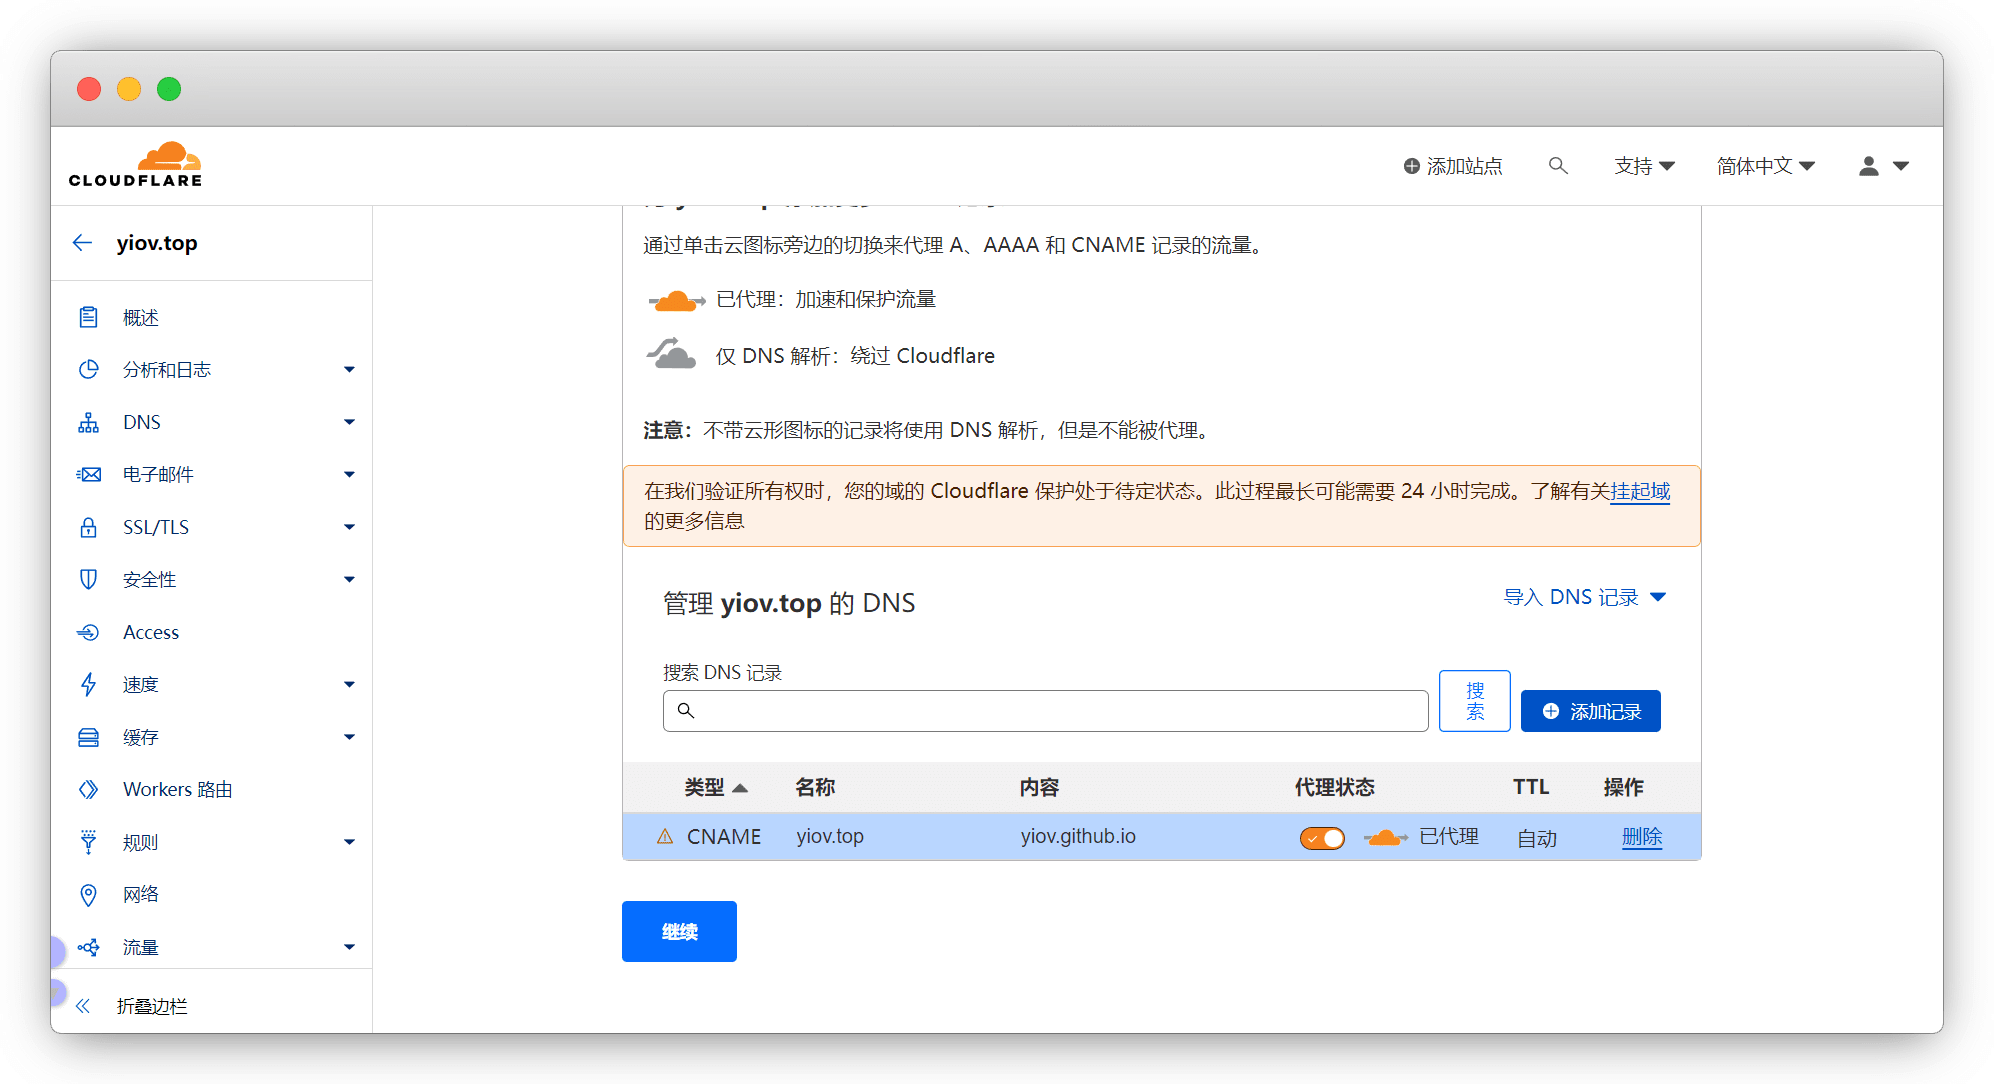 CLOUDFLARE
添加站点
支持
简体中文
yiov.top
概述
分析和日志
DNS
电子邮件
SSL/TLS
安全性
Access
速度
缓存
Workers 路由
规则
网络
流量
折叠边栏
通过单击云图标旁边的切换来代理 A、AAAA 和 CNAME 记录的流量。
已代理：加速和保护流量
仅 DNS 解析：绕过 Cloudflare
注意：不带云形图标的记录将使用 DNS 解析，但是不能被代理。
在我们验证所有权时，您的域的 Cloudflare 保护处于待定状态。此过程最长可能需要 24 小时完成。了解有关挂起域
的更多信息
管理 yiov.top 的 DNS
导入 DNS 记录
搜索 DNS 记录
搜
索
添加记录
类型 名称 内容 代理状态 TTL 操作
CNAME yiov.top yiov.github.io 已代理 自动 删除
继续